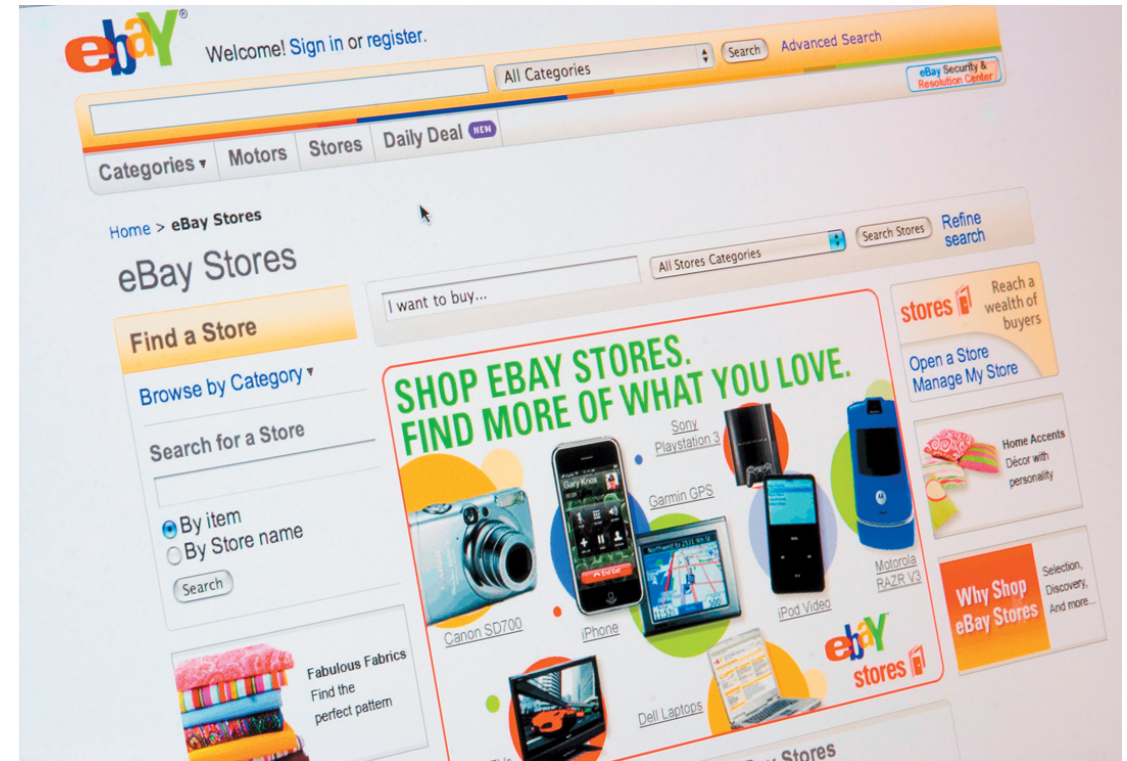 ebaY®
Welcome! Sign in or register.
All Categories
Search
Advanced Search
eBay Security &
Resolution Center
Categories
Motors
Stores
Daily Deal NEW
Home > eBay Stores
eBay Stores
I want to buy...
All Stores Categories
Search Stores
Refine
search
Find a Store
Browse by Category
Search for a Store
By item
By Store name
Search
Fabulous Fabrics
Find the
perfect pattern
SHOP EBAY STORES.
FIND MORE OF WHAT YOU LOVE.
Sony
Playstation 3
Gary Knox
End Call
Garmin GPS
Canon SD700
iPhone
iPod Video
Motorola
RAZR V3
Dell Laptops
ebaY
stores
stores
Reach a
wealth of
buyers
Open a Store
Manage My Store
Home Accents
Décor with
personality
Why Shop
eBay Stores
Selection,
Discovery,
And more...
Stores